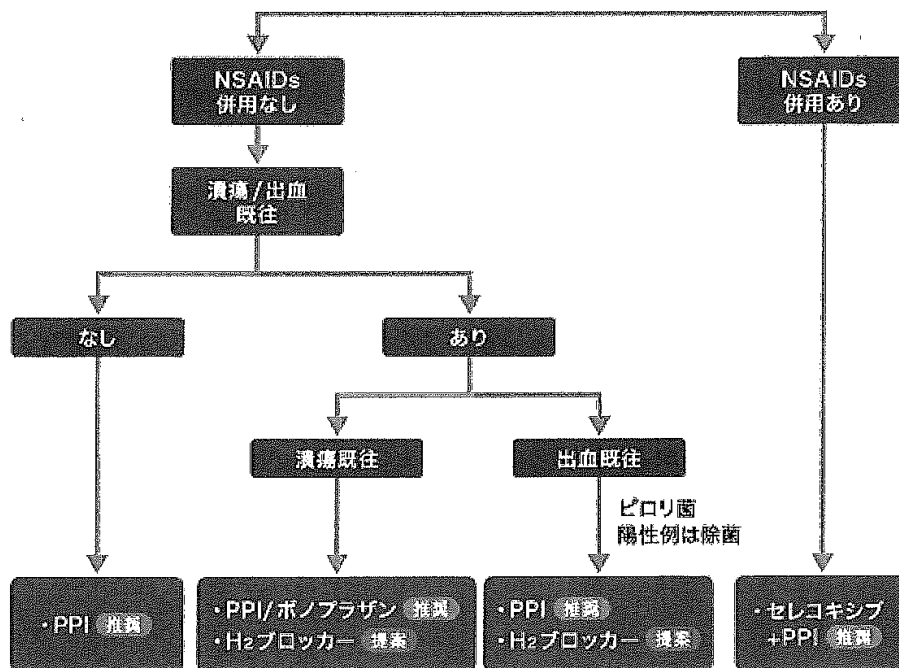 NSAIDs
併用なし
NSAIDs
併用あり
潰瘍/出血
既往
なし
あり
潰瘍既往
出血既往
ピロリ菌
陽性例は除菌
・PPI 推奨
・PPI/ボノプラザン 推奨
・H2ブロッカー 提案
・PPI 推奨
・H2ブロッカー 提案
・セレコキシブ
+PPI 推奨